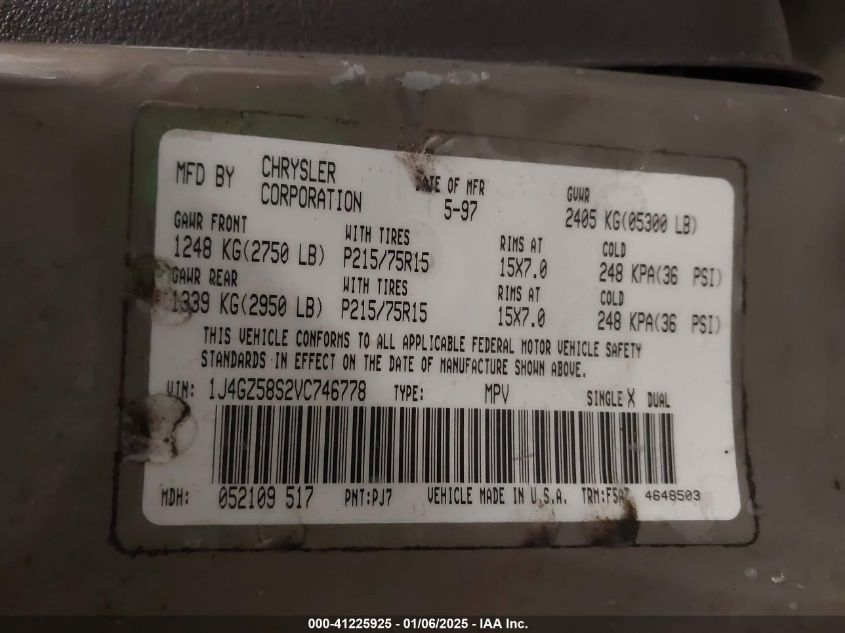 MFD BY CHRYSLER CORPORATION DATE OF MFR 5-97 GVWR 2405 KG(05300 LB)
GAWR FRONT WITH TIRES RIMS AT COLD
1248 KG(2750 LB) P215/75R15 15X7.0 248 KPA(36 PSI)
GAWR REAR WITH TIRES RIMS AT COLD
1339 KG(2950 LB) P215/75R15 15X7.0 248 KPA(36 PSI)
THIS VEHICLE CONFORMS TO ALL APPLICABLE FEDERAL MOTOR VEHICLE SAFETY
STANDARDS IN EFFECT ON THE DATE OF MANUFACTURE SHOWN ABOVE.
VIN: 1J4GZ58S2VC746778 TYPE: MPV SINGLE X DUAL
MDH: 052109 517 PNT:PJ7 VEHICLE MADE IN U.S.A. TRM:F5A7 4648503
000-41225925 - 01/06/2025 - IAA Inc.